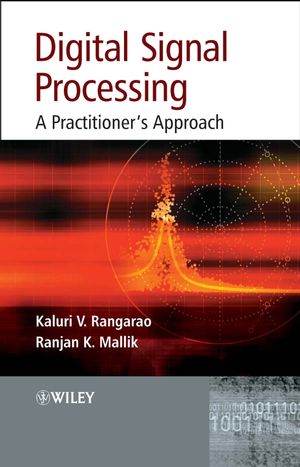 Digital Signal
Processing
A Practitioner's Approach
Kaluri V. Rangarao
Ranjan K. Mallik
WILEY